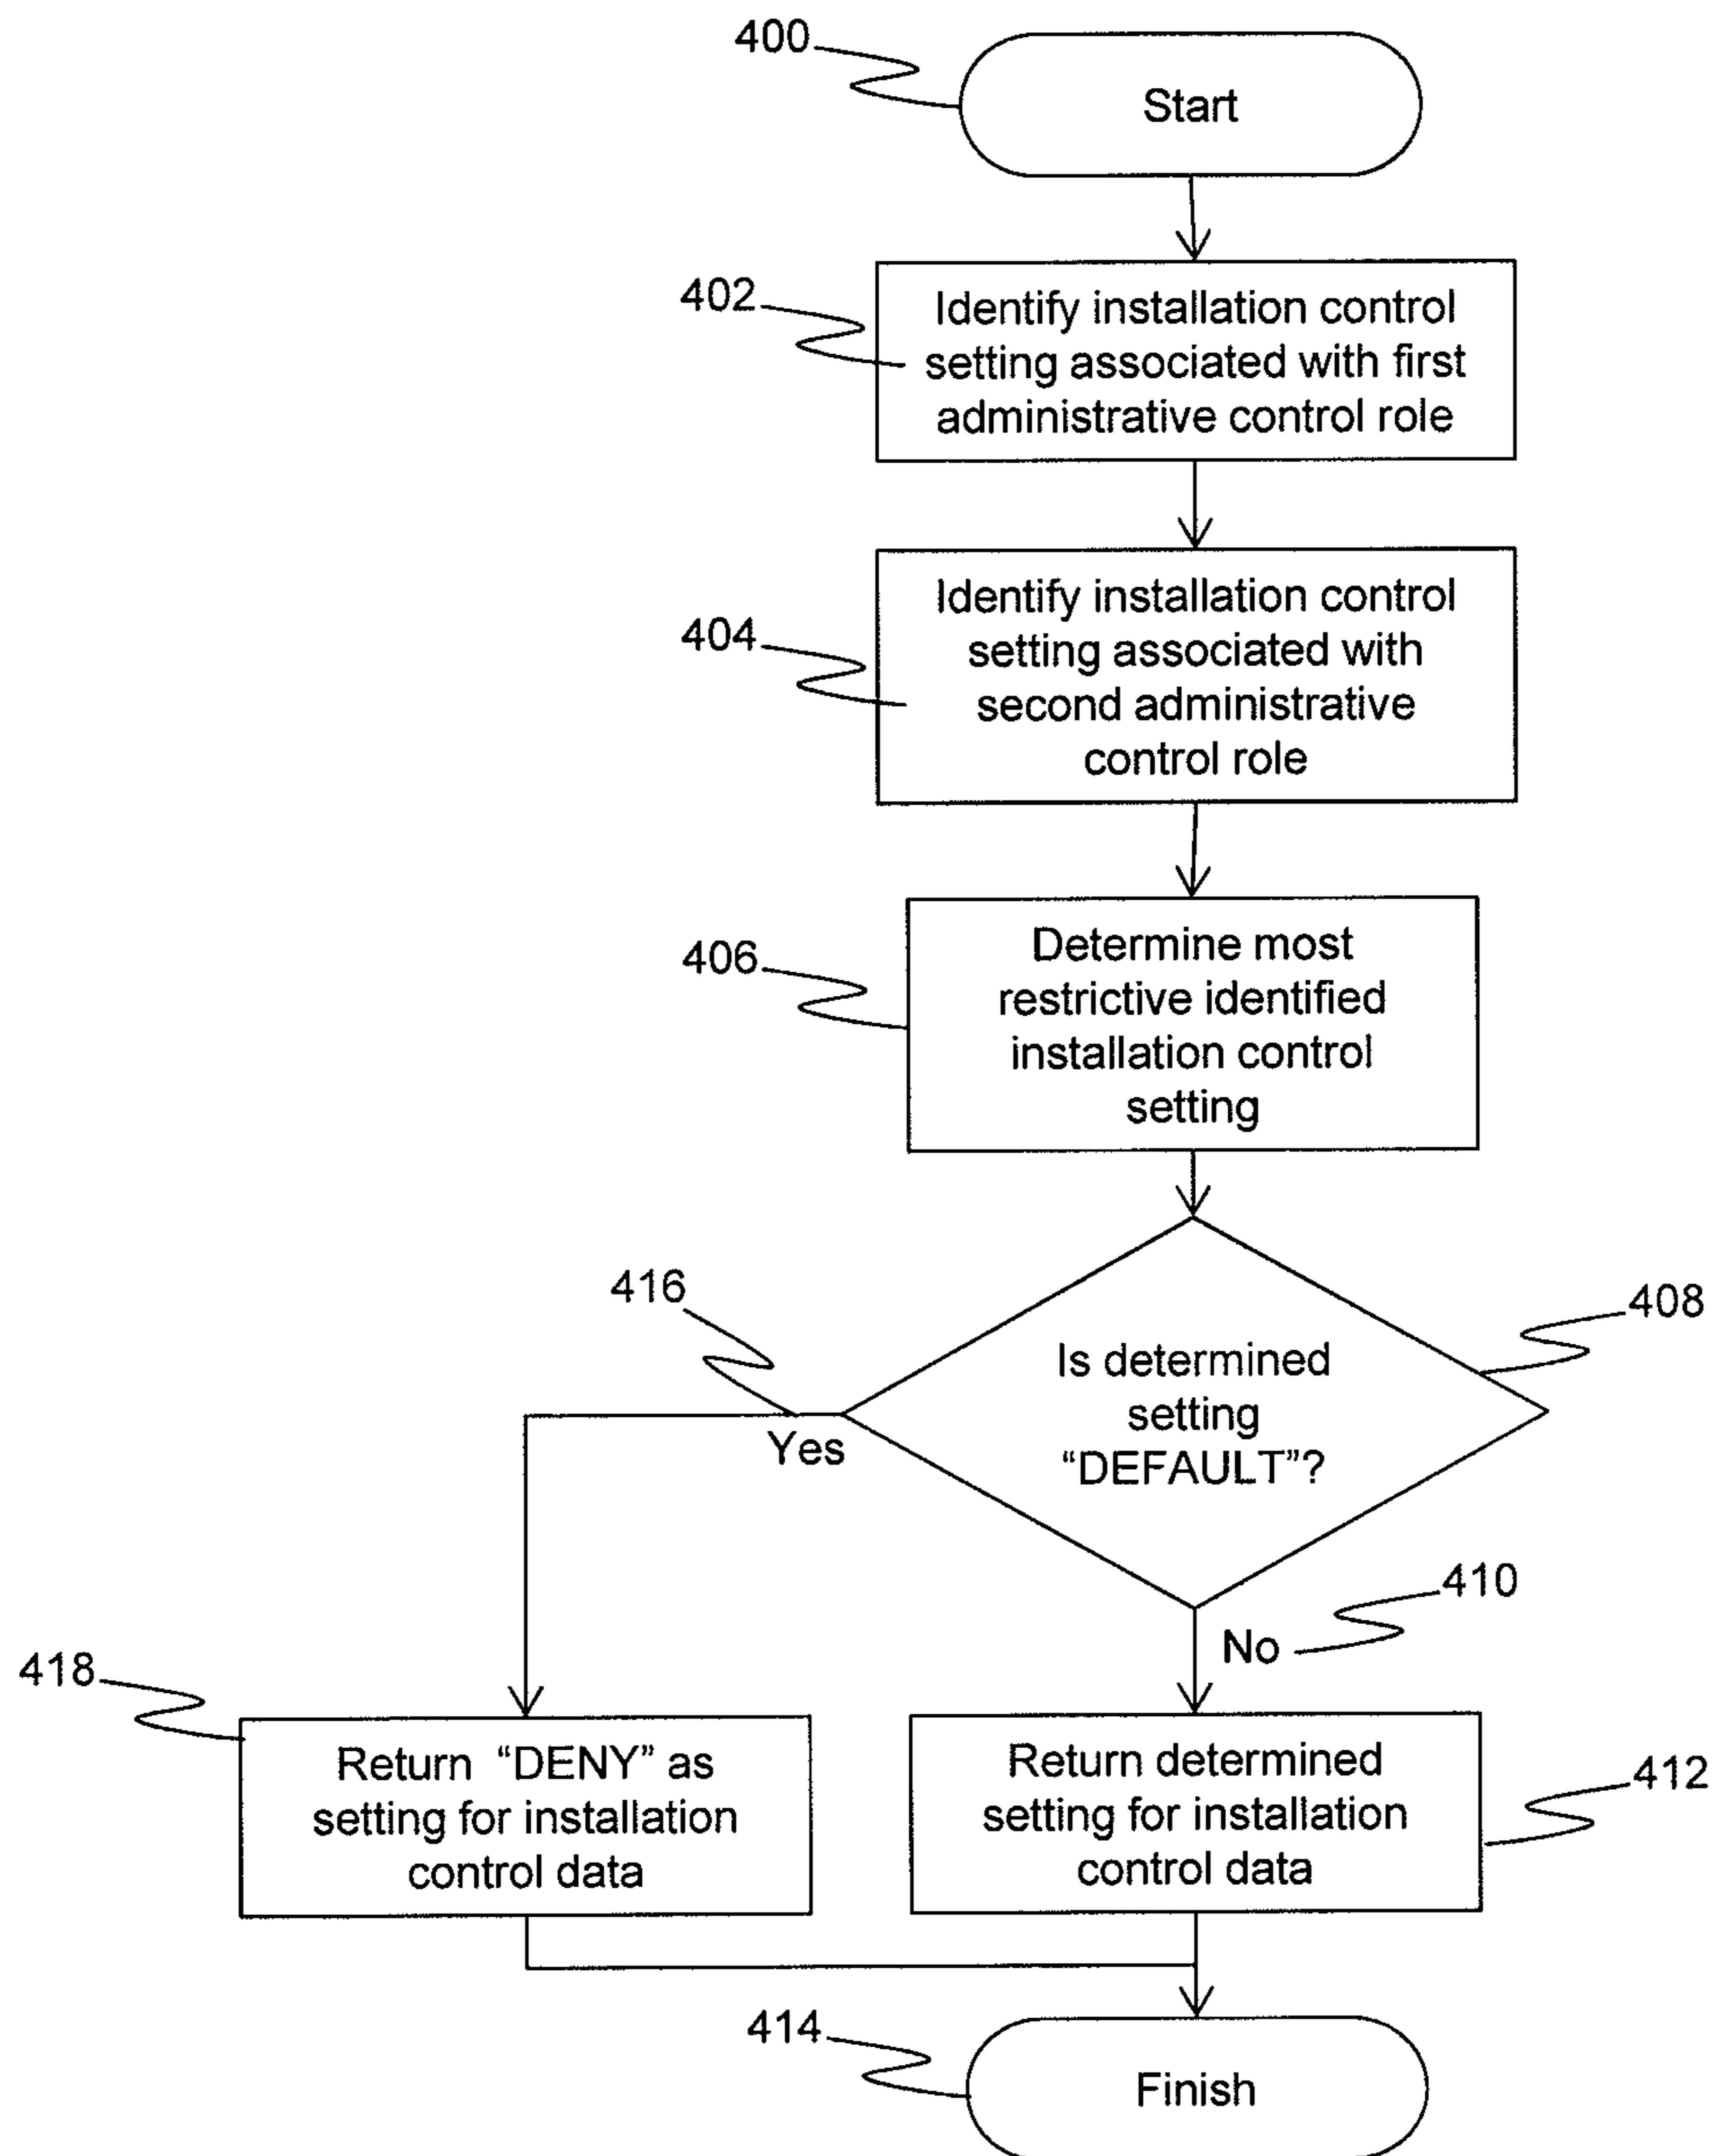 400
Start
402
Identify installation control
setting associated with first
administrative control role
404
Identify installation control
setting associated with
second administrative
control role
406
Determine most
restrictive identified
installation control
setting
416
408
Is determined
setting
“DEFAULT”?
Yes
410
No
418
Return “DENY” as
setting for installation
control data
Return determined
setting for installation
control data
412
414
Finish